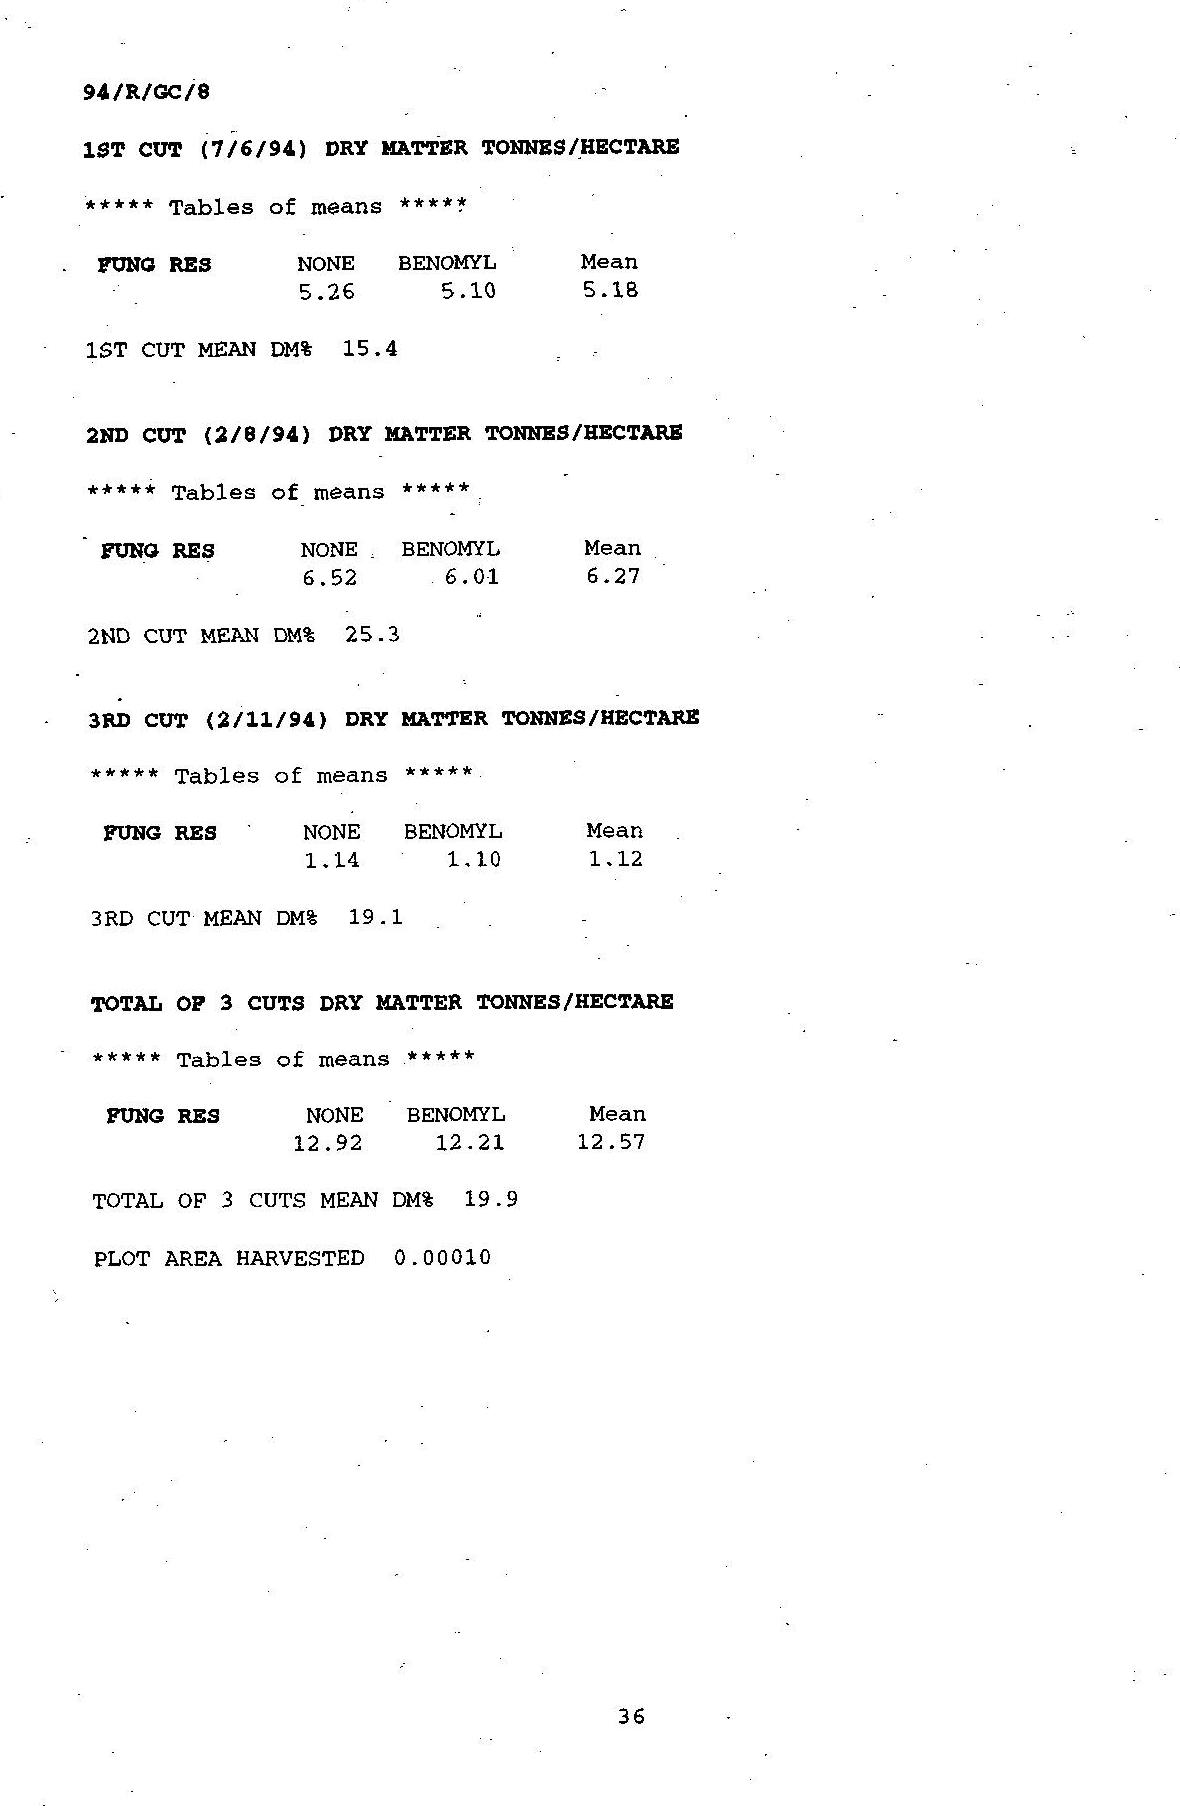 94/R/GC/8
1ST CUT (7/6/94) DRY MATTER TONNES/HECTARE
***** Tables of means *****
FUNG RES NONE BENOMYL Mean
5.26 5.10 5.18
1ST CUT MEAN DM% 15.4
2ND CUT (2/8/94) DRY MATTER TONNES/HECTARE
***** Tables of means *****
FUNG RES NONE BENOMYL Mean
6.52 6.01 6.27
2ND CUT MEAN DM% 25.3
3RD CUT (2/11/94) DRY MATTER TONNES/HECTARE
***** Tables of means *****
FUNG RES NONE BENOMYL Mean
1.14 1.10 1.12
3RD CUT MEAN DM% 19.1
TOTAL OF 3 CUTS DRY MATTER TONNES/HECTARE
***** Tables of means *****
FUNG RES NONE BENOMYL Mean
12.92 12.21 12.57
TOTAL OF 3 CUTS MEAN DM% 19.9
PLOT AREA HARVESTED 0.00010
36